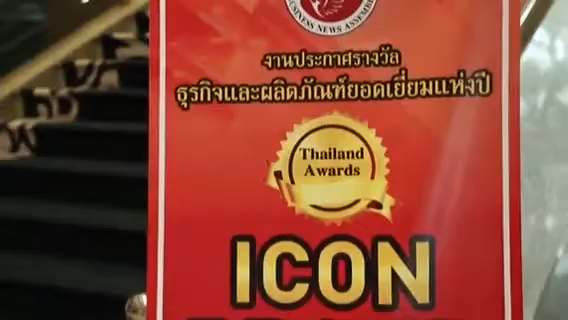 BUSINESS NEWS ASSEMB
งานประกาศรางวัล
ธุรกิจและผลิตภัณฑ์ยอดเยี่ยมแห่งปี
Thailand
Awards
ICON